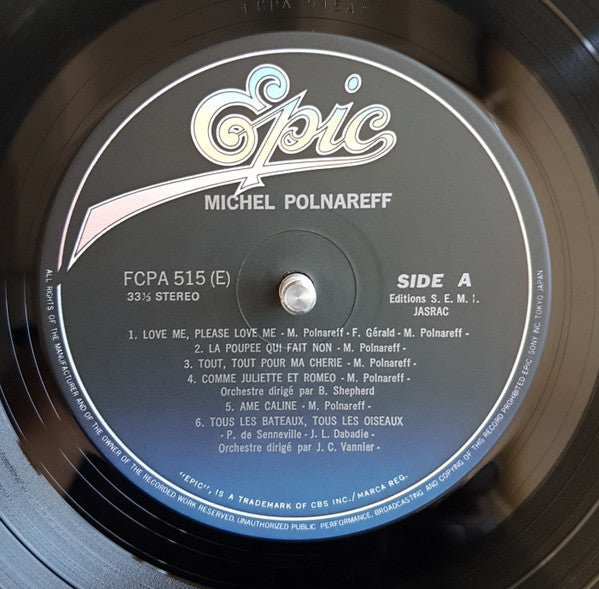 FCPA 515A1
Epic
MICHEL POLNAREFF
FCPA 515 (E)
33⅓ STEREO
SIDE A
Editions S. E. M. I.
JASRAC
1. LOVE ME, PLEASE LOVE ME - M. Polnareff - F. Gérald - M. Polnareff -
2. LA POUPEE QUI FAIT NON - M. Polnareff -
3. TOUT, TOUT POUR MA CHERIE - M. Polnareff -
4. COMME JULIETTE ET ROMEO - M. Polnareff -
Orchestre dirigé par B. Shepherd
5. AME CALINE - M. Polnareff -
6. TOUS LES BATEAUX, TOUS LES OISEAUX
- P. de Senneville - J. L. Dabadie -
Orchestre dirigé par J. C. Vannier -
"EPIC", IS A TRADEMARK OF CBS INC./MARCA REG.
ALL RIGHTS OF THE MANUFACTURER AND OF THE OWNER OF THE RECORDED WORK RESERVED. UNAUTHORIZED PUBLIC PERFORMANCE, BROADCASTING AND COPYING OF THIS RECORD PROHIBITED EPIC/SONY INC. TOKYO JAPAN